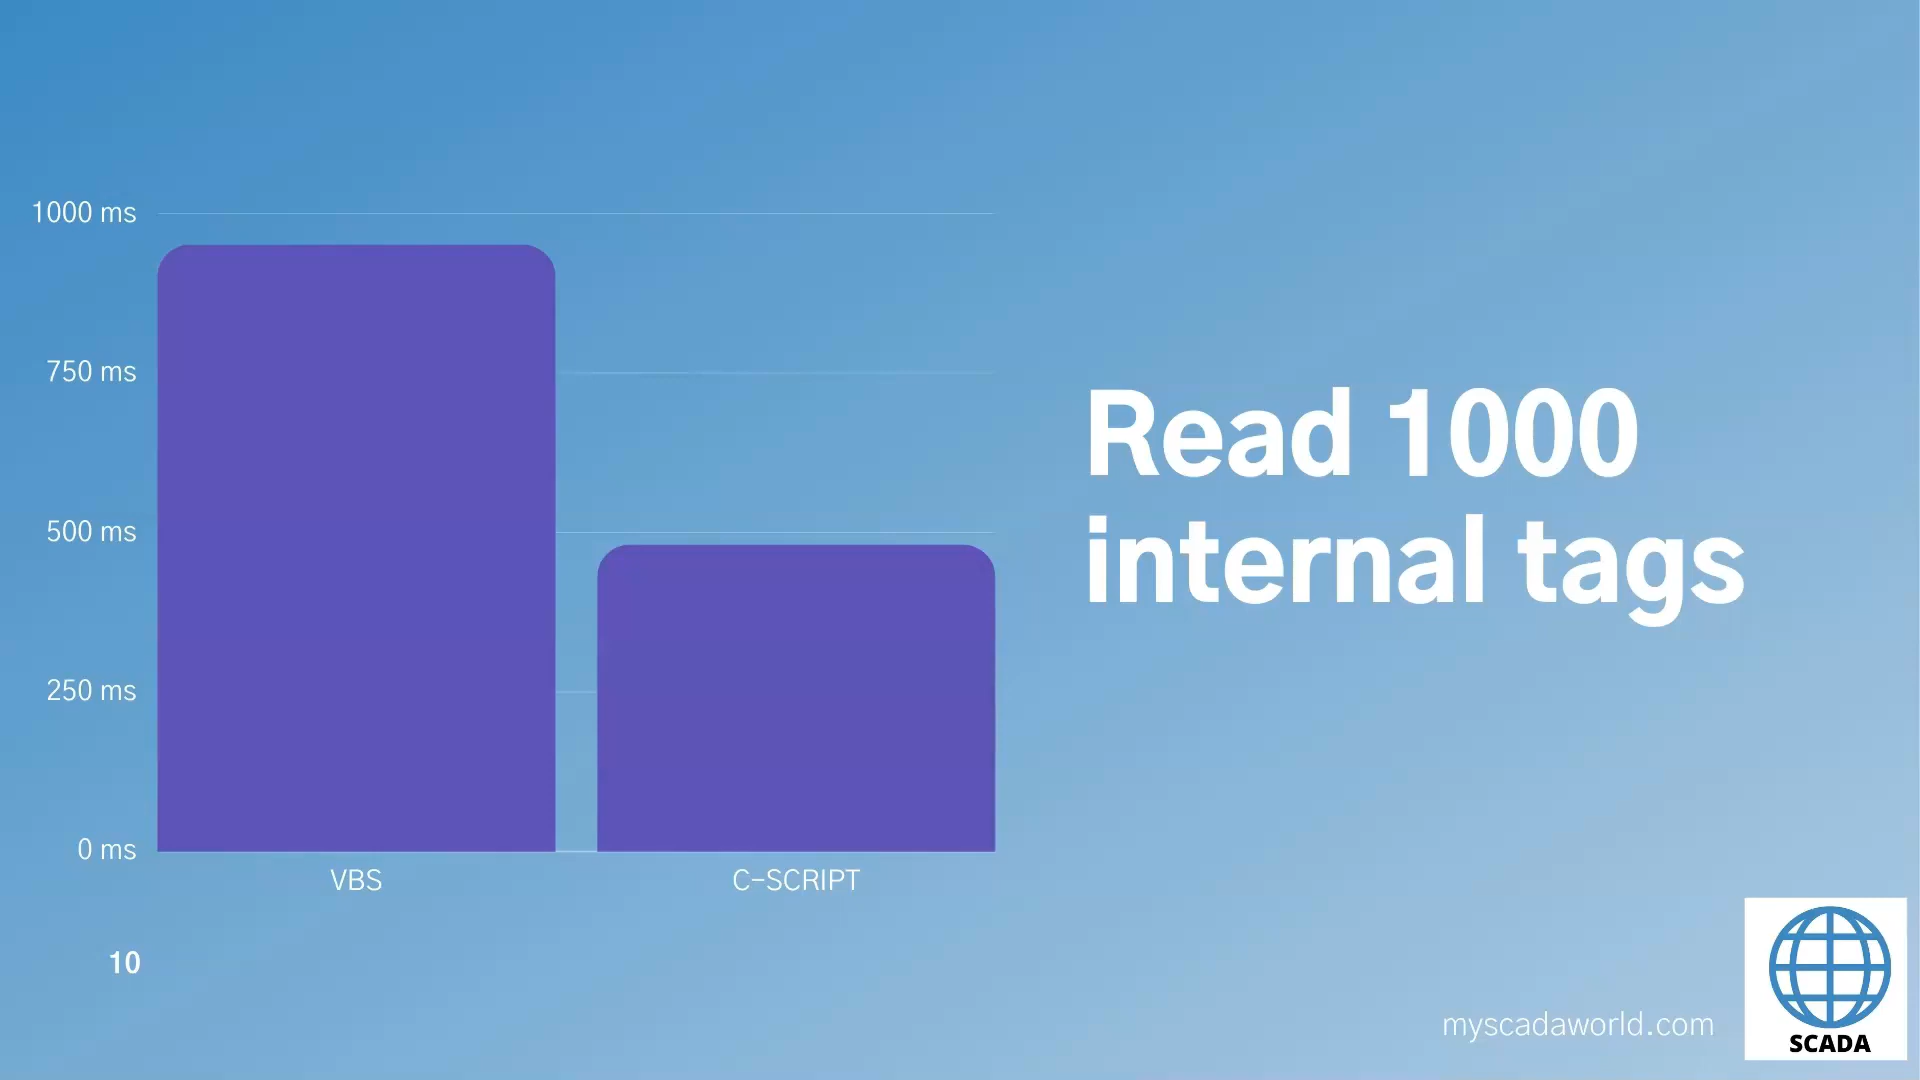 1000 ms
750 ms
500 ms
250 ms
0 ms
VBS
C-SCRIPT
Read 1000
internal tags
10
myscadaworld.com
SCADA